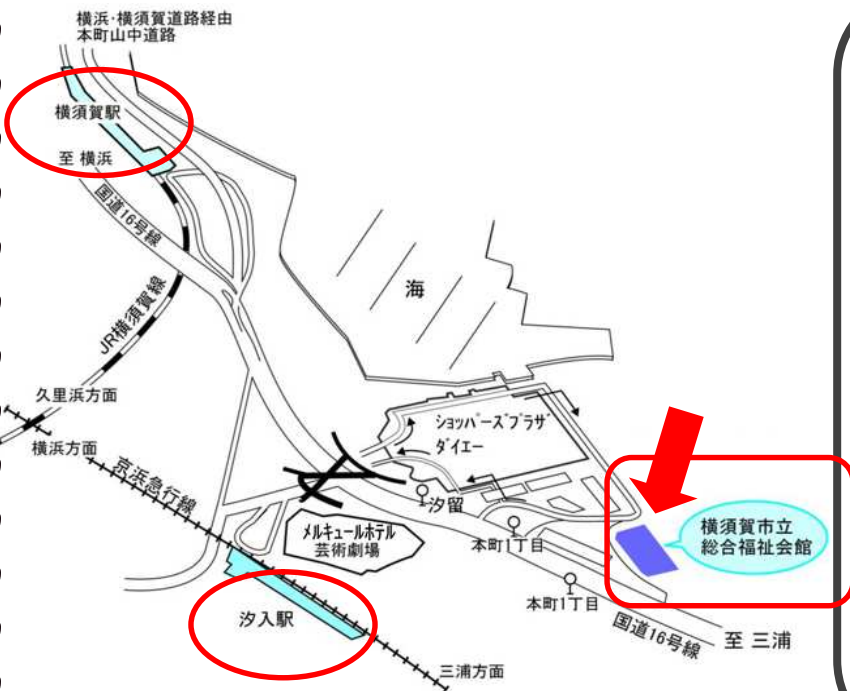 横浜・横須賀道路経由
本町山中道路
横須賀駅
至 横浜
国道16号線
JR横須賀線
海
久里浜方面
横浜方面
京浜急行線
ショッパーズプラザ
ダイエー
汐留
メルキュールホテル
芸術劇場
本町1丁目
横須賀市立
総合福祉会館
本町1丁目
汐入駅
国道16号線
至 三浦
三浦方面